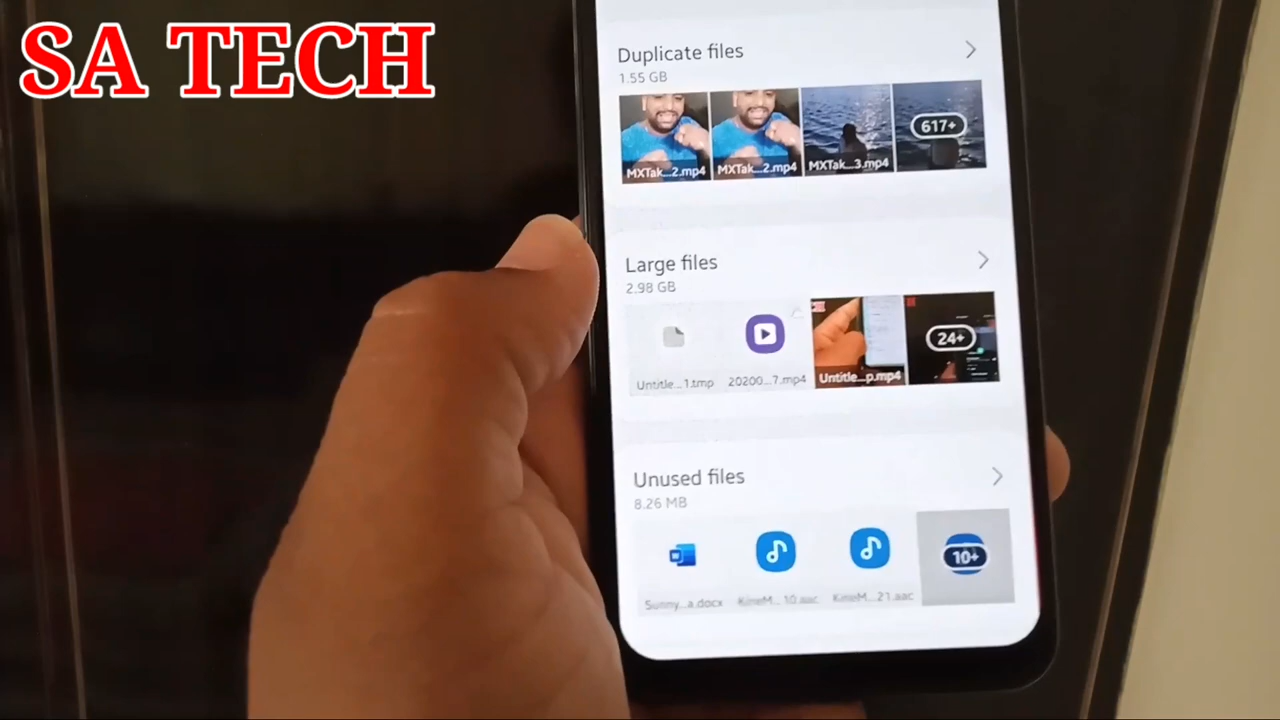 SA TECH
Duplicate files
1.55 GB
MXTak...2.mp4 MXTak...2.mp4 MXTak...3.mp4 617+
Large files
2.98 GB
Untitle...1.tmp 20200...7.mp4 Untitle...p.mp4 24+
Unused files
8.26 MB
Sunny...a.docx KineM... 10.aac KineM...21.aac 10+